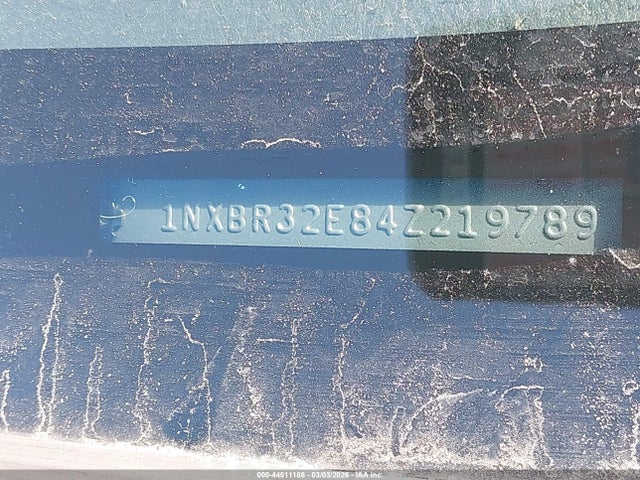 1NXBR32E84Z219789
000-44511186 - 03/03/2026 - IAA Inc.